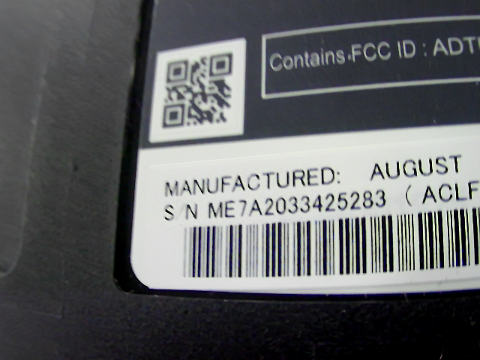 Contains FCC ID : ADT
MANUFACTURED: AUGUST
S/N ME7A2033425283 ( ACLF